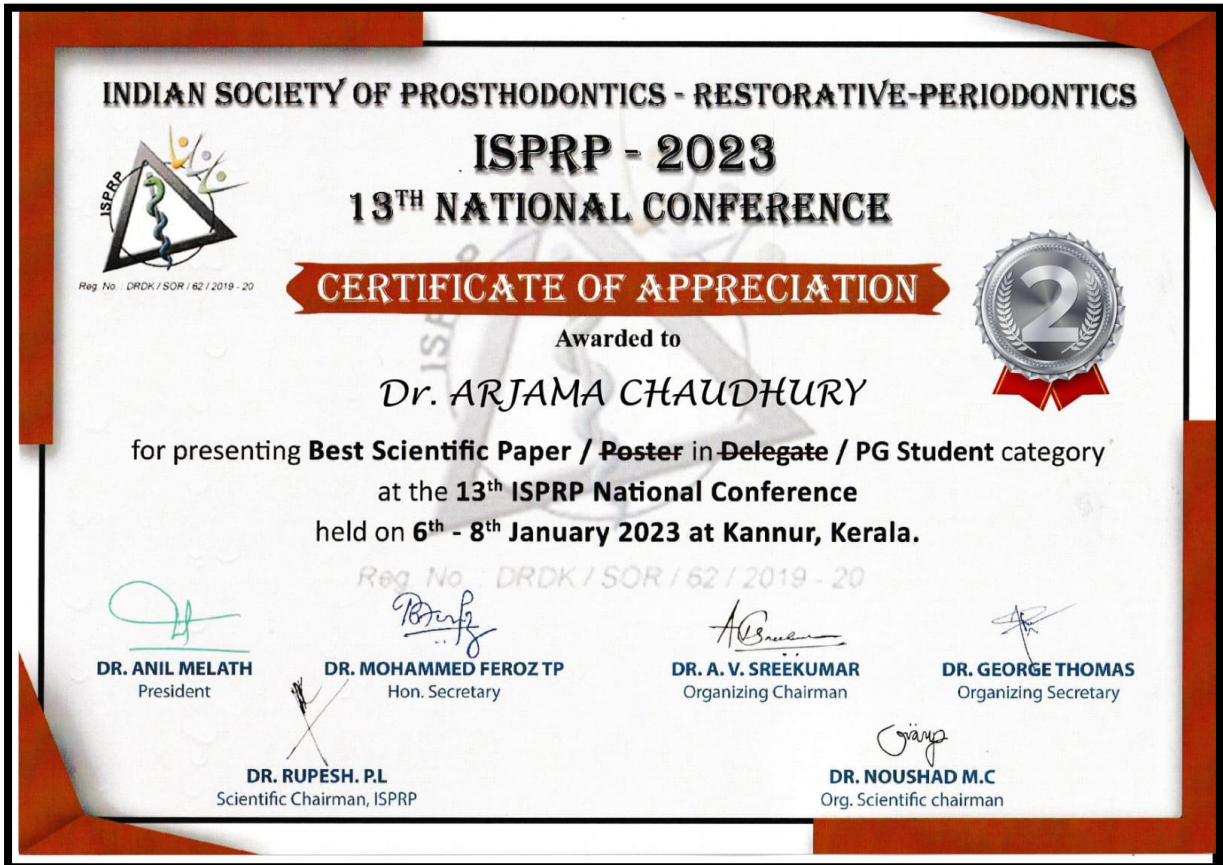 INDIAN SOCIETY OF PROSTHODONTICS - RESTORATIVE-PERIODONTICS
ISPRP - 2023
13TH NATIONAL CONFERENCE
ISPRP
Reg. No. : DRDK / SOR / 62 / 2019 - 20
CERTIFICATE OF APPRECIATION
2
Awarded to
Dr. ARJAMA CHAUDHURY
for presenting Best Scientific Paper / Poster in Delegate / PG Student category
at the 13th ISPRP National Conference
held on 6th - 8th January 2023 at Kannur, Kerala.
Reg. No. : DRDK / SOR / 62 / 2019 - 20
DR. ANIL MELATH
President
DR. MOHAMMED FEROZ TP
Hon. Secretary
DR. A. V. SREEKUMAR
Organizing Chairman
DR. GEORGE THOMAS
Organizing Secretary
DR. RUPESH. P.L
Scientific Chairman, ISPRP
DR. NOUSHAD M.C
Org. Scientific chairman